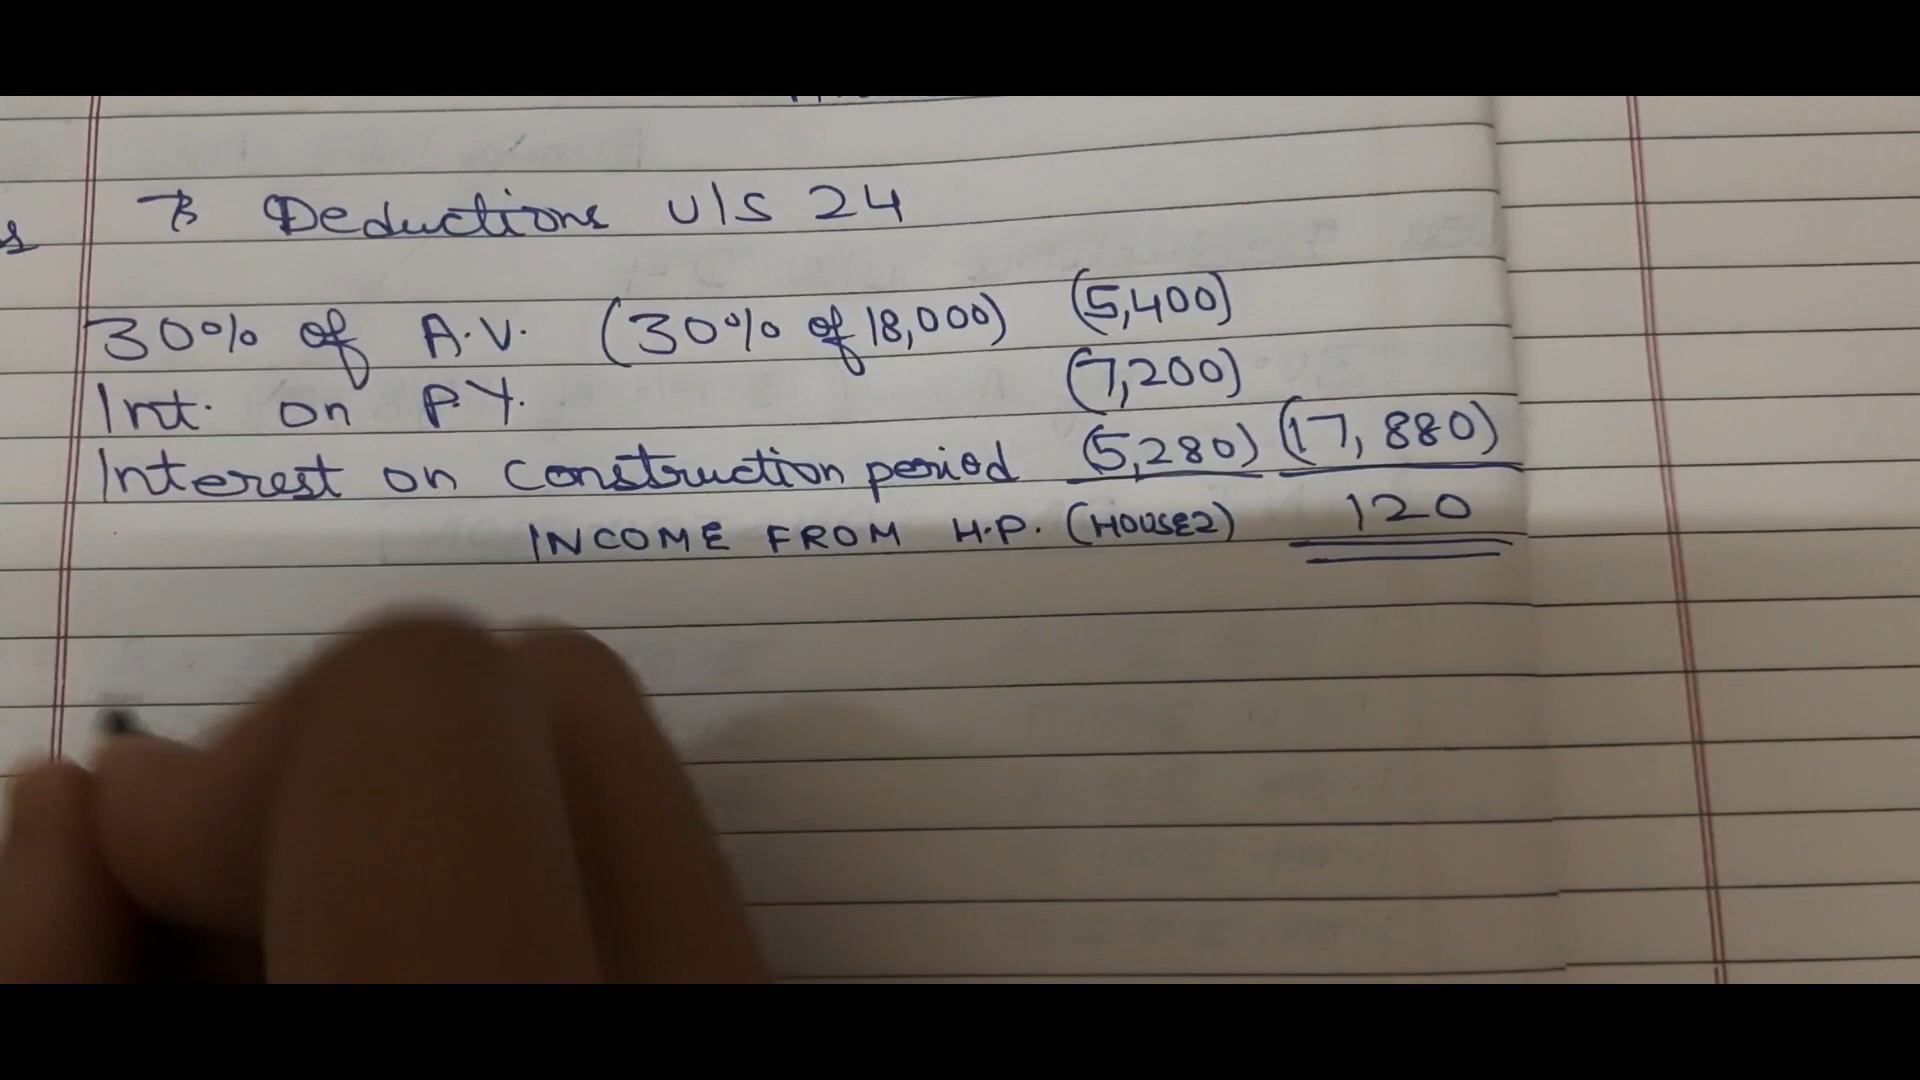 s
→ Deductions U/S 24
30% of A.V. (30% of 18,000) (5,400)
Int. on P.Y. (7,200)
Interest on construction period (5,280) (17,880)
INCOME FROM H.P. (HOUSE2) 120